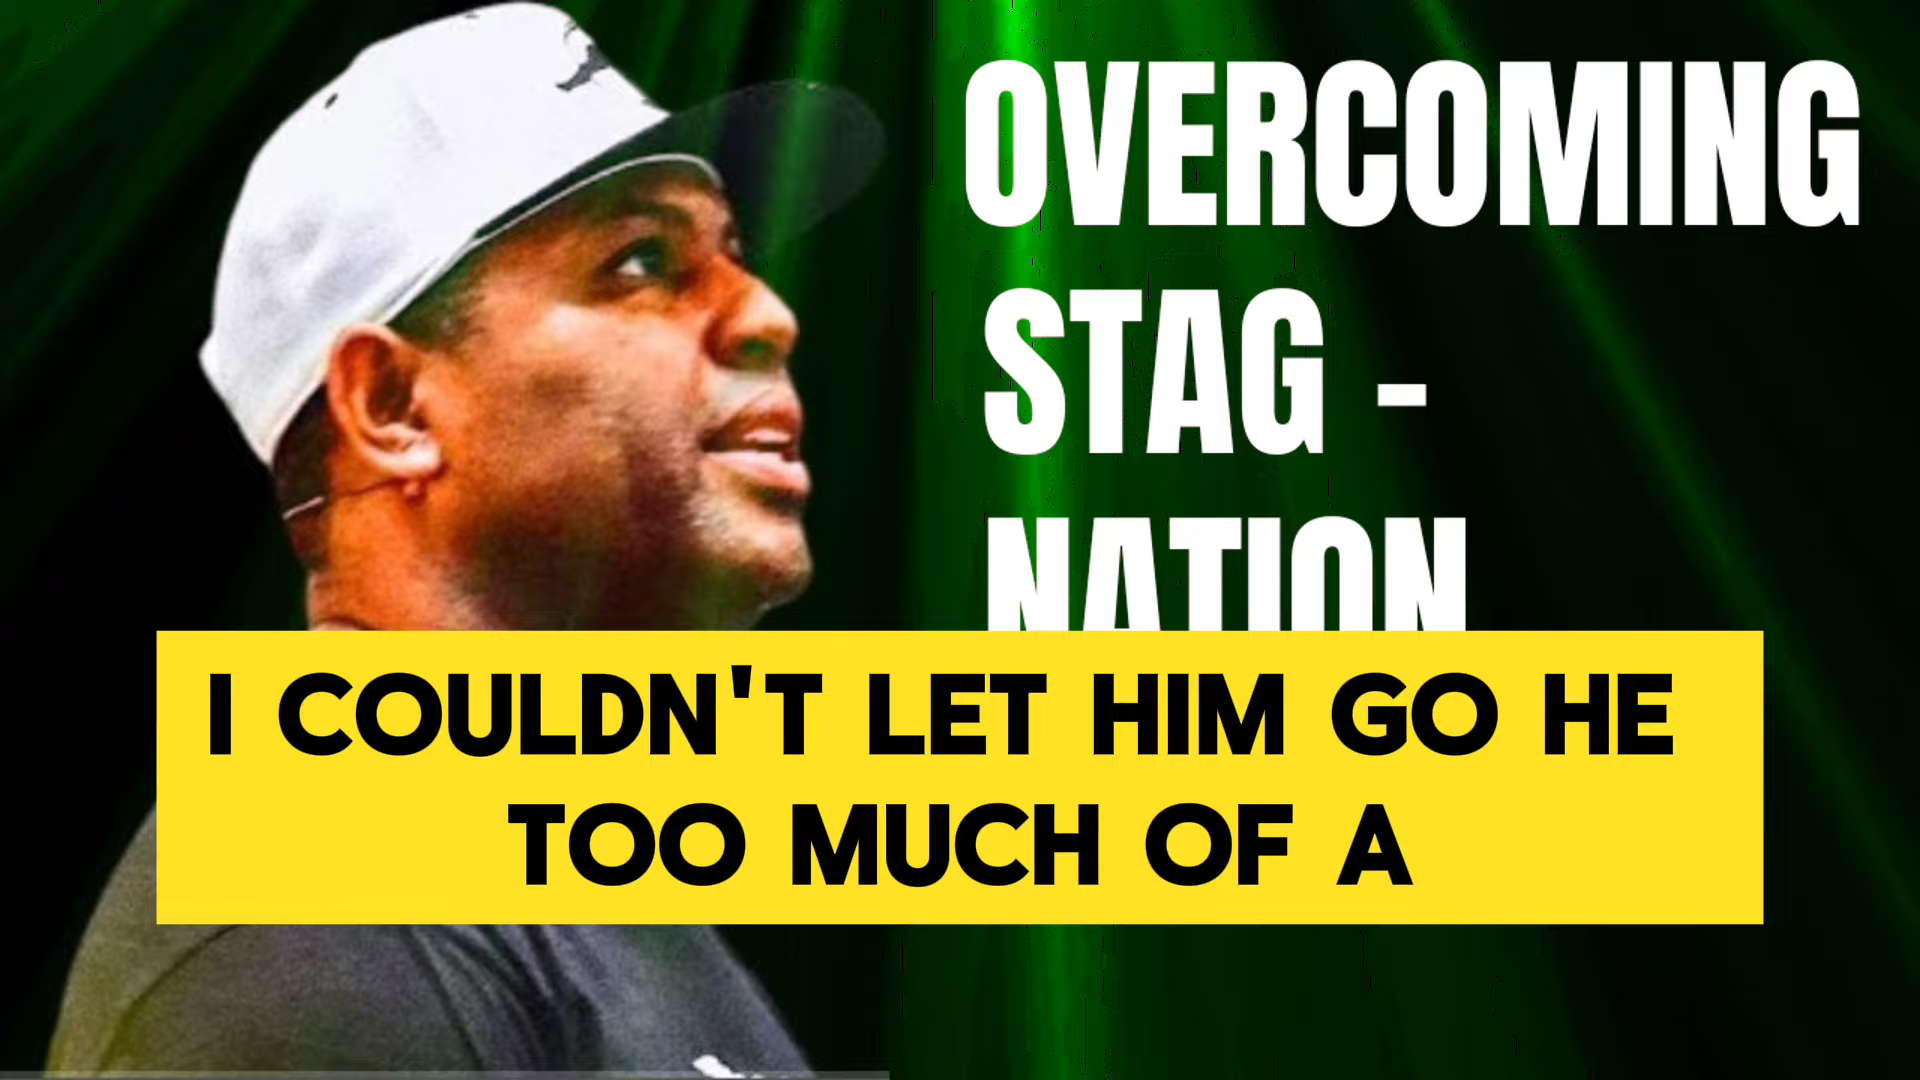 OVERCOMING
STAG -
NATION
I COULDN'T LET HIM GO HE
TOO MUCH OF A